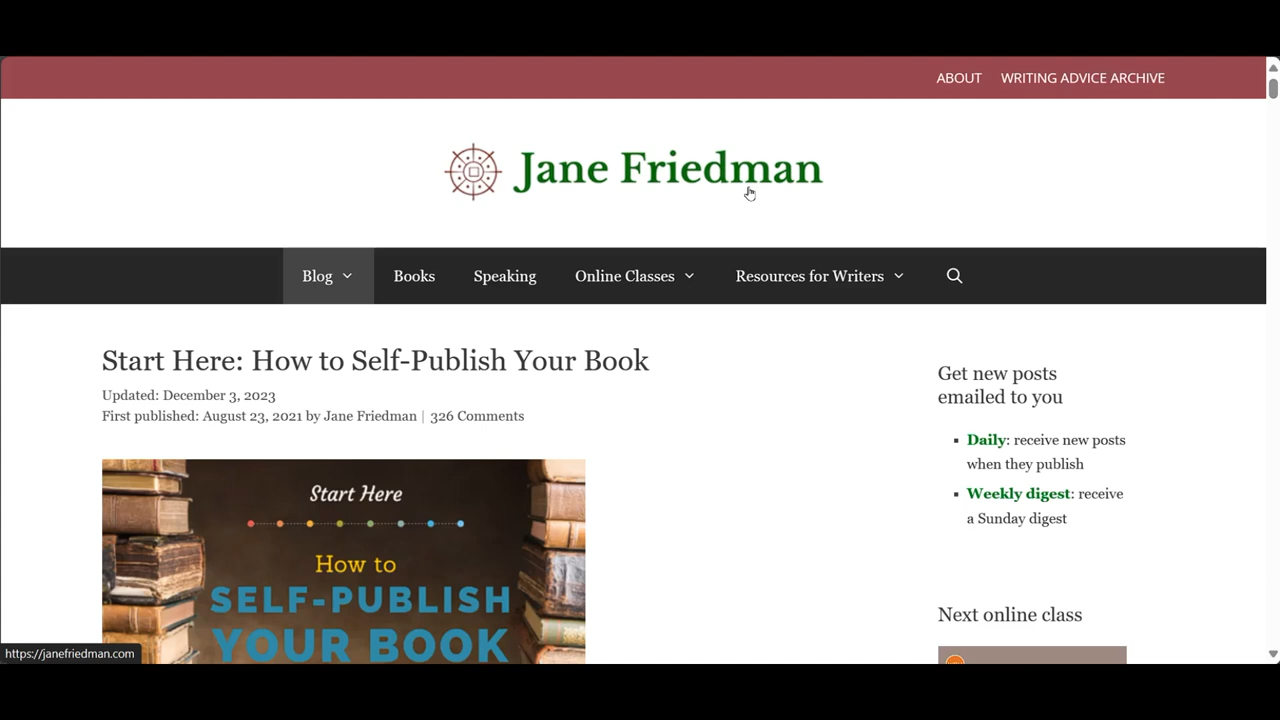 ABOUT WRITING ADVICE ARCHIVE
Jane Friedman
Blog Books Speaking Online Classes Resources for Writers
Start Here: How to Self-Publish Your Book
Updated: December 3, 2023
First published: August 23, 2021 by Jane Friedman | 326 Comments
Start Here
How to
SELF-PUBLISH
YOUR BOOK
Get new posts
emailed to you
▪ Daily: receive new posts
when they publish
▪ Weekly digest: receive
a Sunday digest
Next online class
https://janefriedman.com